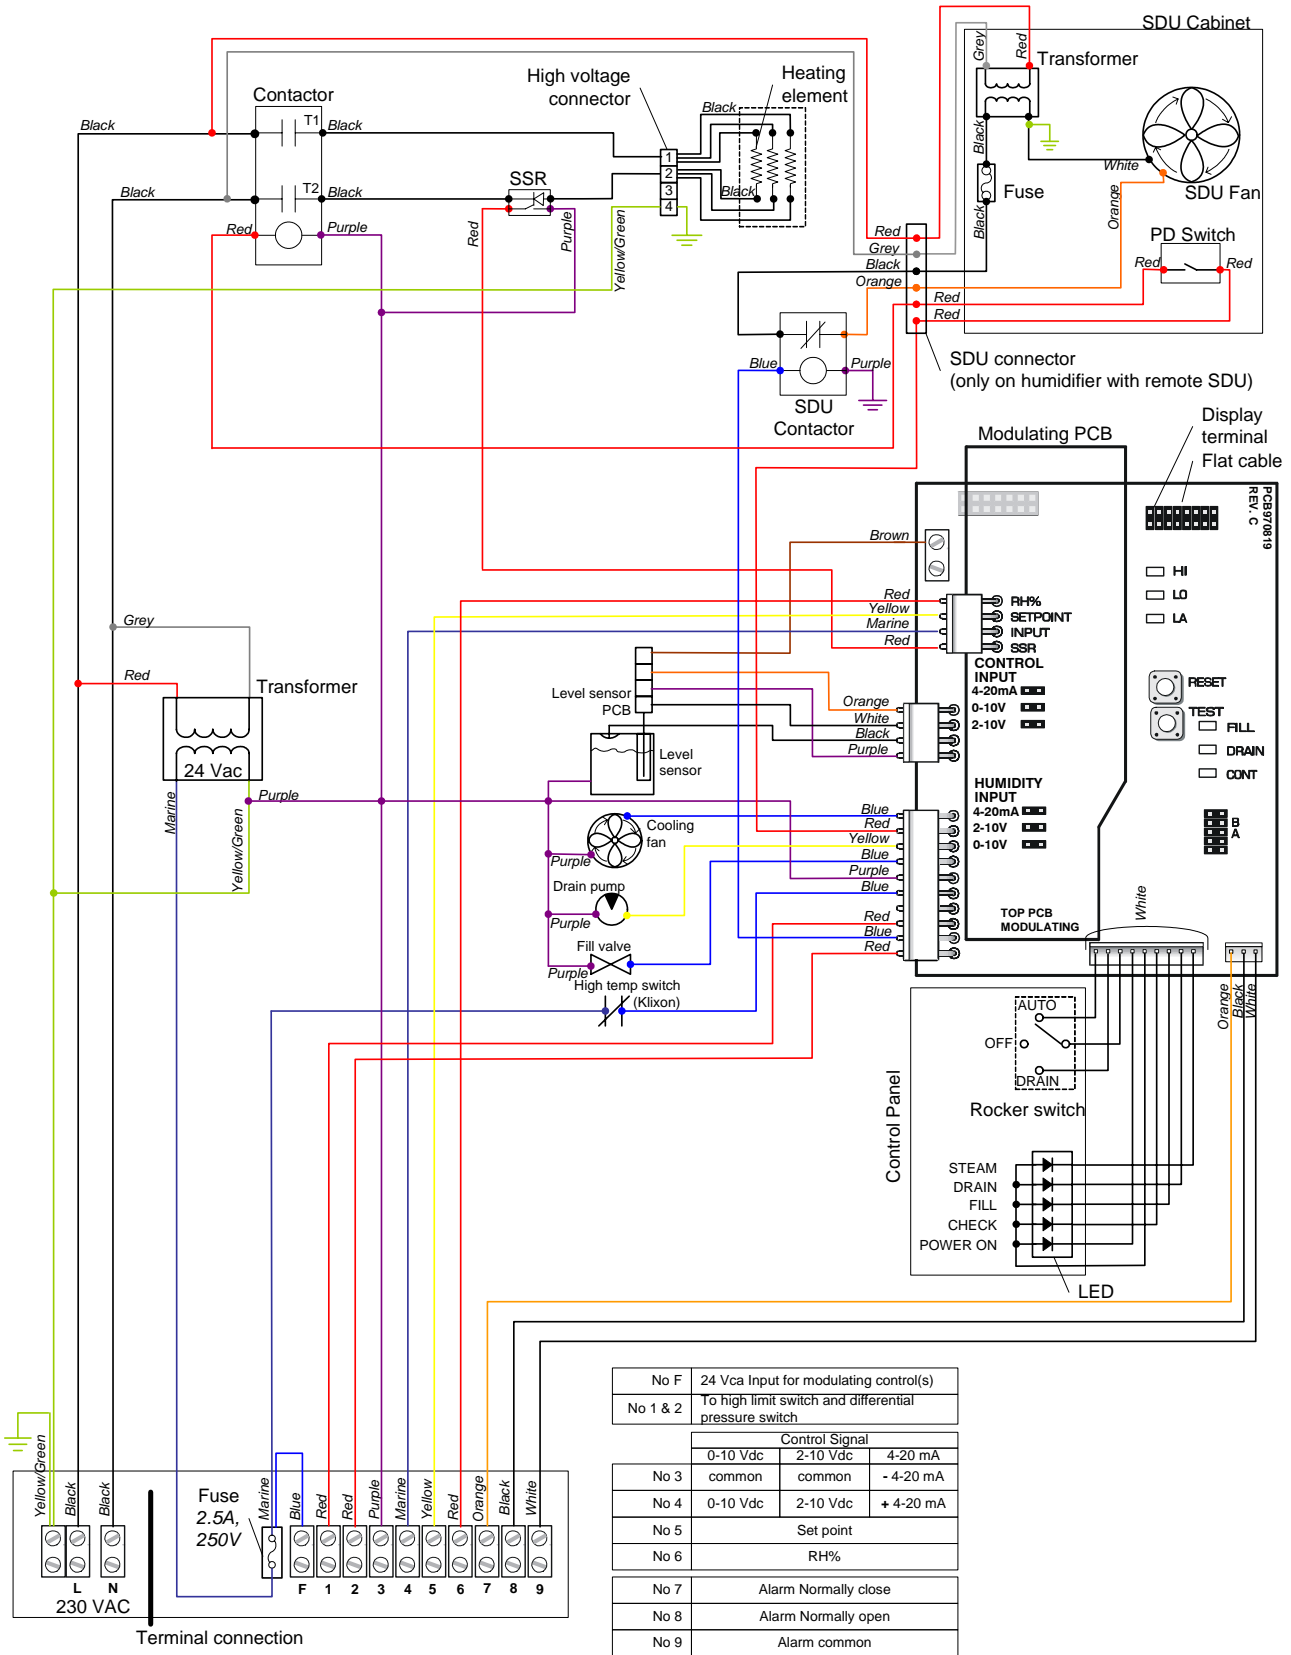 SDU Cabinet
Grey
Red
Transformer
High voltage
connector
Heating
element
Contactor
Black
T1
Black
Black
1
2
3
4
Black
White
Orange
SDU Fan
Fuse
Black
Black
T2
Black
SSR
Black
Red
Purple
Red
Purple
Yellow/Green
PD Switch
Red
Red
Red
Grey
Black
Orange
Red
Red
SDU connector
(only on humidifier with remote SDU)
Blue
Purple
SDU
Contactor
Display
terminal
Flat cable
Modulating PCB
PCB970819
REV. C
Brown
HI
LO
LA
Red
Yellow
Marine
Red
RH%
SETPOINT
INPUT
SSR
CONTROL
INPUT
4-20mA
0-10V
2-10V
RESET
TEST
FILL
DRAIN
CONT
Grey
Red
Transformer
24 Vac
Marine
Yellow/Green
Purple
Level sensor
PCB
Level
sensor
Orange
White
Black
Purple
HUMIDITY
INPUT
4-20mA
2-10V
0-10V
B
A
Cooling
fan
Purple
Drain pump
Purple
Fill valve
Purple
High temp switch
(Klixon)
Blue
Red
Yellow
Blue
Purple
Blue
Red
Blue
Red
TOP PCB
MODULATING
White
Orange
Black
White
Control Panel
AUTO
OFF
DRAIN
Rocker switch
STEAM
DRAIN
FILL
CHECK
POWER ON
LED
No F 24 Vca Input for modulating control(s)
No 1 & 2 To high limit switch and differential
pressure switch
Control Signal
0-10 Vdc 2-10 Vdc 4-20 mA
No 3 common common - 4-20 mA
No 4 0-10 Vdc 2-10 Vdc + 4-20 mA
No 5 Set point
No 6 RH%
No 7 Alarm Normally close
No 8 Alarm Normally open
No 9 Alarm common
Yellow/Green
Black
Black
Fuse
2.5A,
250V
Marine
Blue
Red
Red
Purple
Marine
Yellow
Red
Orange
Black
White
L N F 1 2 3 4 5 6 7 8 9
230 VAC
Terminal connection